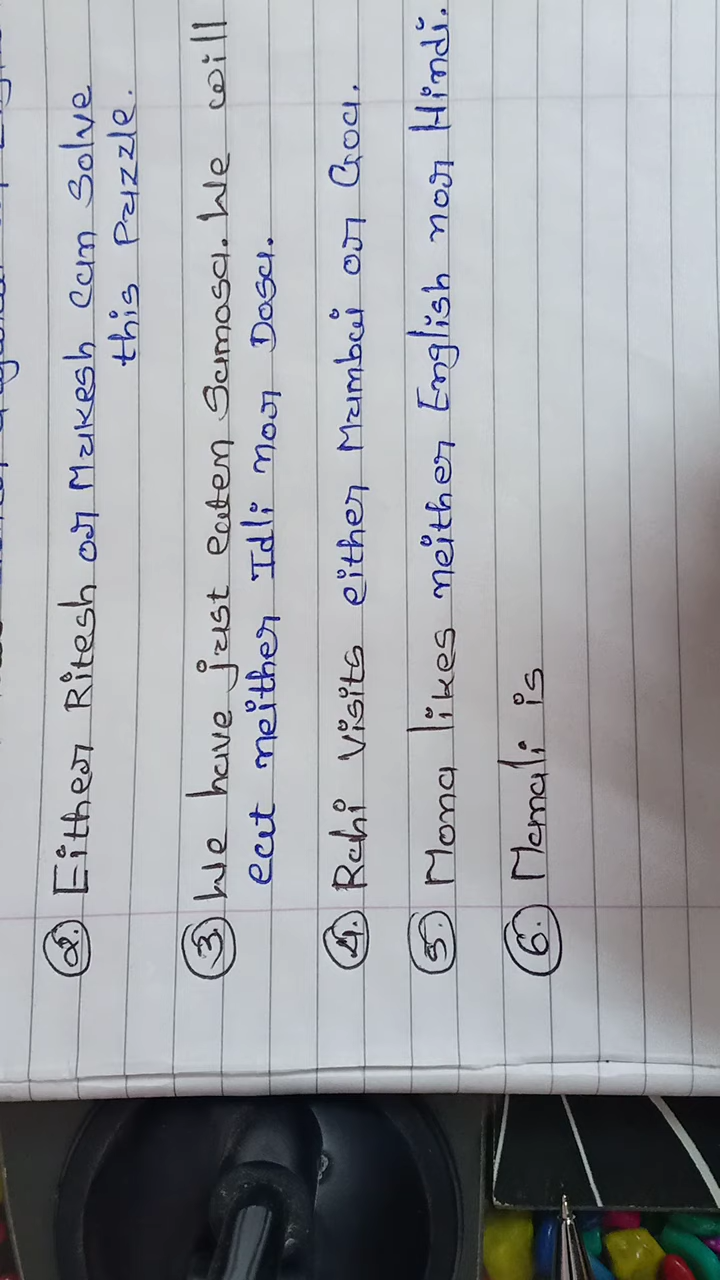 2. Either Ritesh or Mukesh can solve
this puzzle.
3. We have just eaten Samosa. We will
eat neither Idli nor Dosa.
4. Rahi visits either Mumbai or Goa.
5. Mona likes neither English nor Hindi.
6. Manali is